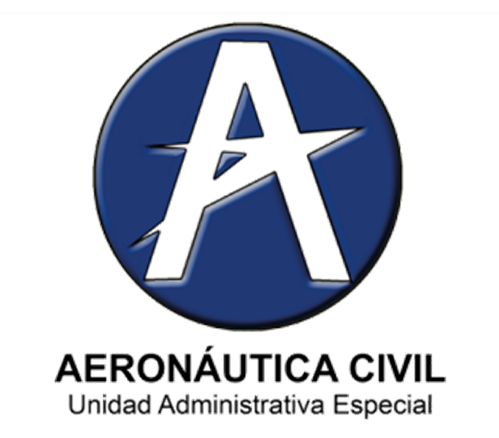 A
AERONÁUTICA CIVIL
Unidad Administrativa Especial